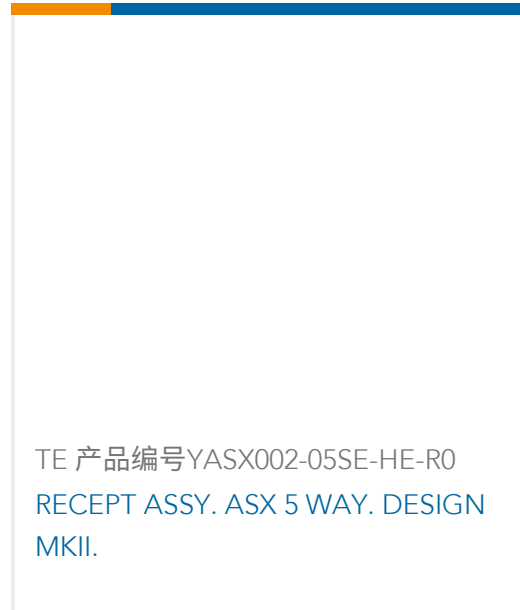 TE 产品编号YASX002-05SE-HE-R0
RECEPT ASSY. ASX 5 WAY. DESIGN
MKII.